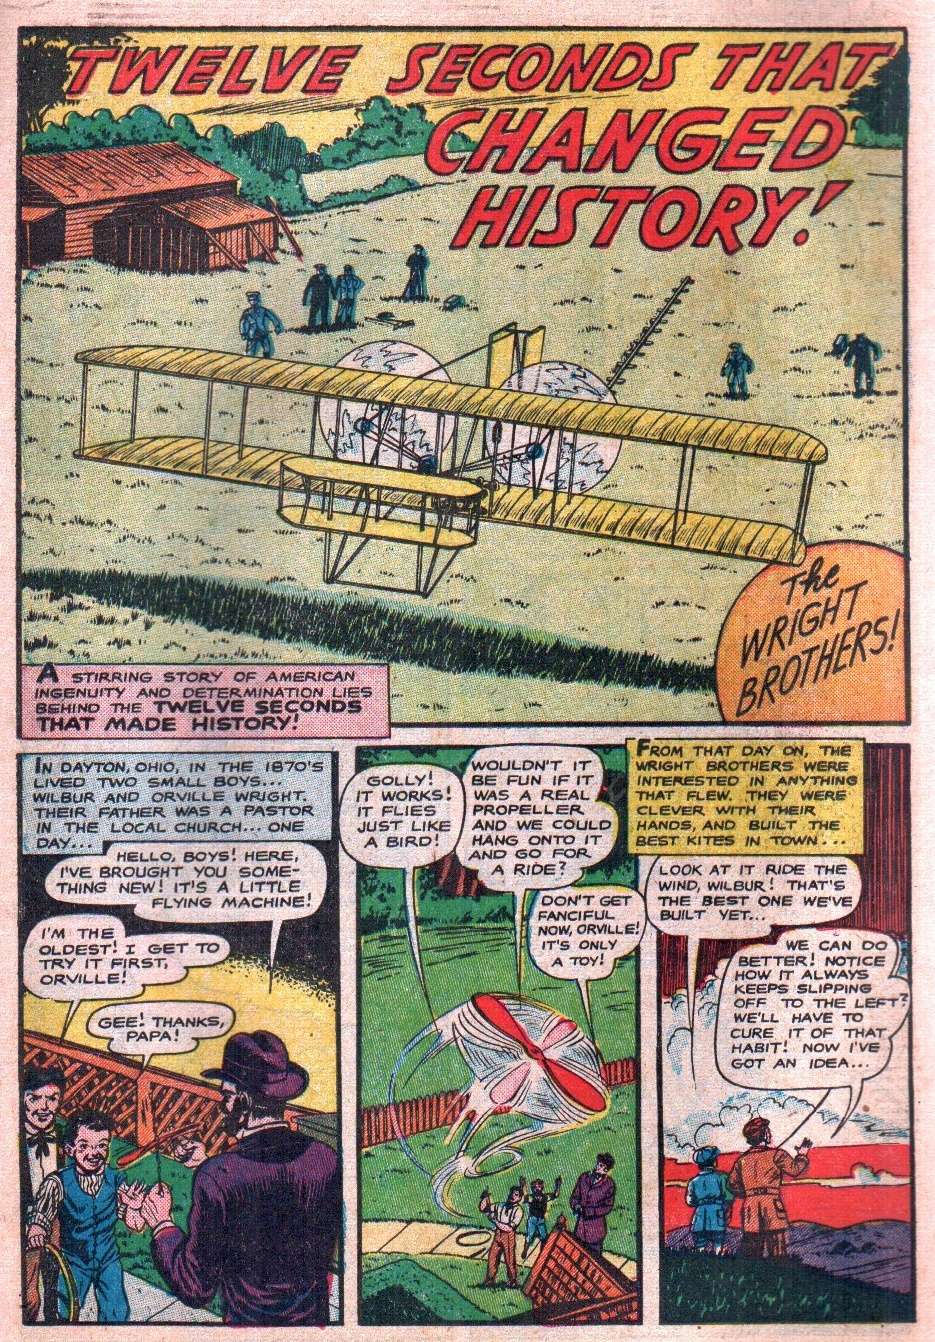 TWELVE SECONDS THAT
CHANGED
HISTORY!
The
WRIGHT
BROTHERS!
A STIRRING STORY OF AMERICAN
INGENUITY AND DETERMINATION LIES
BEHIND THE TWELVE SECONDS
THAT MADE HISTORY!
IN DAYTON, OHIO, IN THE 1870'S
LIVED TWO SMALL BOYS...
WILBUR AND ORVILLE WRIGHT.
THEIR FATHER WAS A PASTOR
IN THE LOCAL CHURCH... ONE
DAY...
HELLO, BOYS! HERE,
I'VE BROUGHT YOU SOME-
THING NEW! IT'S A LITTLE
FLYING MACHINE!
I'M THE
OLDEST! I GET TO
TRY IT FIRST,
ORVILLE!
GEE! THANKS,
PAPA!
GOLLY!
IT WORKS!
IT FLIES
JUST LIKE
A BIRD!
WOULDN'T IT
BE FUN IF IT
WAS A REAL
PROPELLER
AND WE COULD
HANG ONTO IT
AND GO FOR
A RIDE?
DON'T GET
FANCIFUL
NOW, ORVILLE!
IT'S ONLY
A TOY!
FROM THAT DAY ON, THE
WRIGHT BROTHERS WERE
INTERESTED IN ANYTHING
THAT FLEW. THEY WERE
CLEVER WITH THEIR
HANDS, AND BUILT THE
BEST KITES IN TOWN...
LOOK AT IT RIDE THE
WIND, WILBUR! THAT'S
THE BEST ONE WE'VE
BUILT YET...
WE CAN DO
BETTER! NOTICE
HOW IT ALWAYS
KEEPS SLIPPING
OFF TO THE LEFT?
WE'LL HAVE TO
CURE IT OF THAT
HABIT! NOW I'VE
GOT AN IDEA...